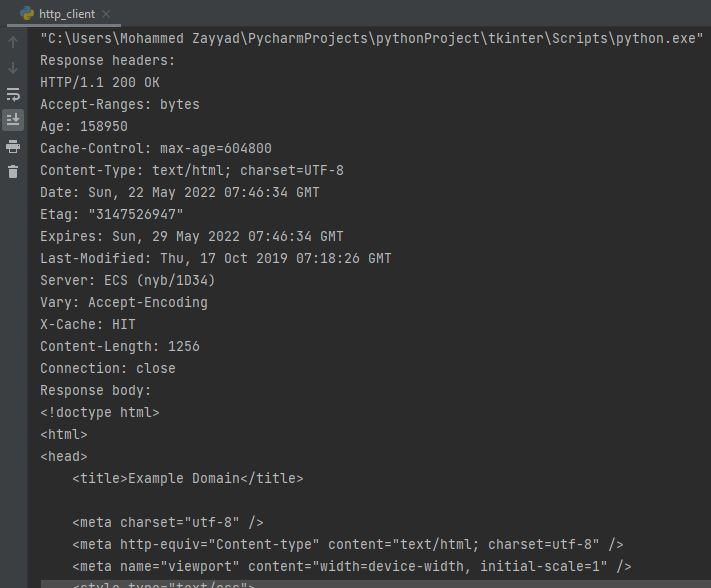 http_client
"C:\Users\Mohammed Zayyad\PycharmProjects\pythonProject\tkinter\Scripts\python.exe"
Response headers:
HTTP/1.1 200 OK
Accept-Ranges: bytes
Age: 158950
Cache-Control: max-age=604800
Content-Type: text/html; charset=UTF-8
Date: Sun, 22 May 2022 07:46:34 GMT
Etag: "3147526947"
Expires: Sun, 29 May 2022 07:46:34 GMT
Last-Modified: Thu, 17 Oct 2019 07:18:26 GMT
Server: ECS (nyb/1D34)
Vary: Accept-Encoding
X-Cache: HIT
Content-Length: 1256
Connection: close
Response body:
<!doctype html>
<html>
<head>
    <title>Example Domain</title>
    <meta charset="utf-8" />
    <meta http-equiv="Content-type" content="text/html; charset=utf-8" />
    <meta name="viewport" content="width=device-width, initial-scale=1" />
    <style type="text/css">